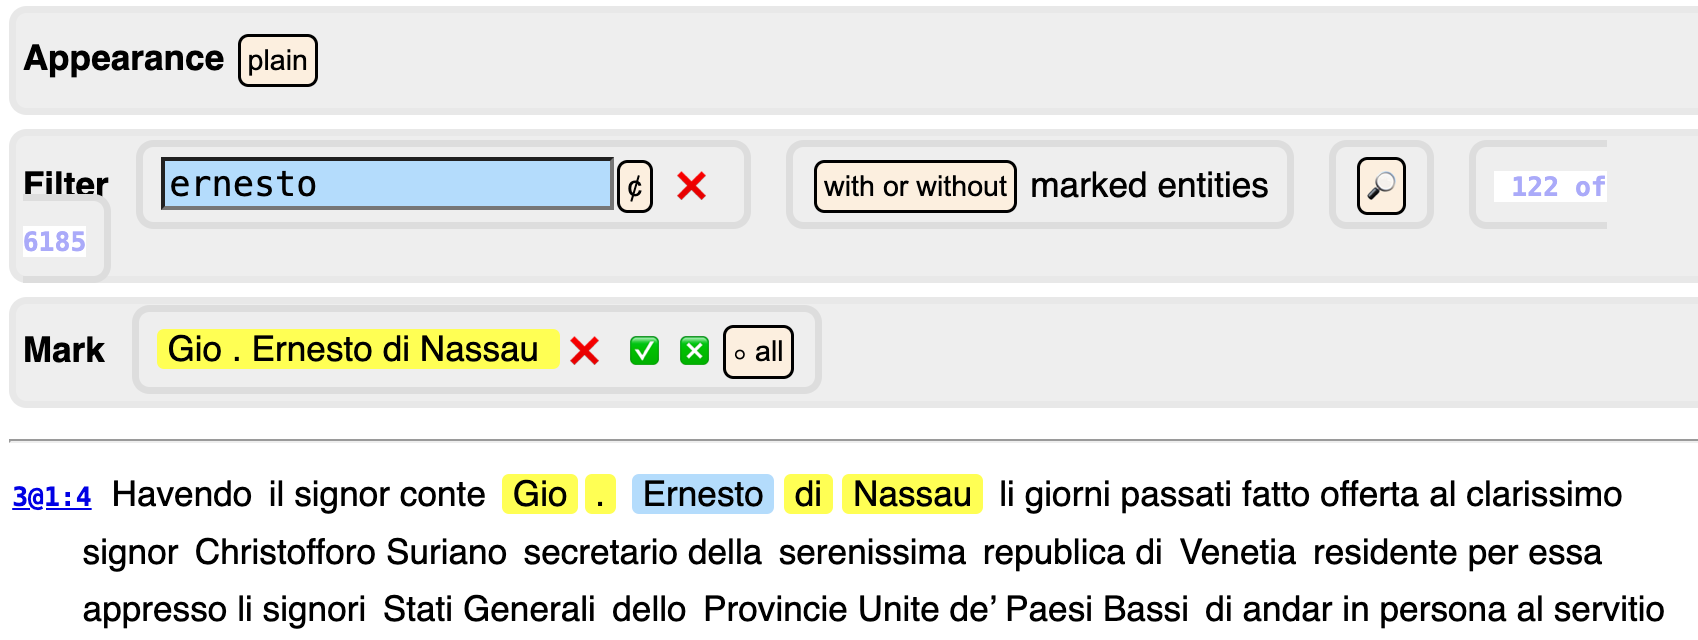 Appearance plain
Filter ernesto ¢ ❌ with or without marked entities 🔎 122 of
6185
Mark Gio . Ernesto di Nassau ❌ ✅ ❎ ∘ all
3@1:4 Havendo il signor conte Gio . Ernesto di Nassau li giorni passati fatto offerta al clarissimo
signor Christofforo Suriano secretario della serenissima republica di Venetia residente per essa
appresso li signori Stati Generali dello Provincie Unite de’ Paesi Bassi di andar in persona al servitio